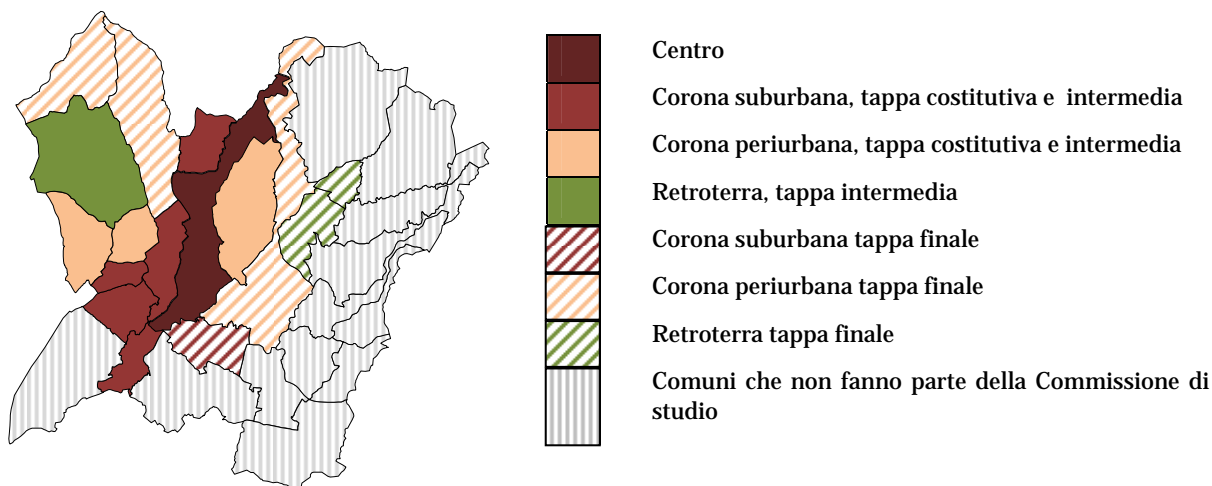 Centro
Corona suburbana, tappa costitutiva e intermedia
Corona periurbana, tappa costitutiva e intermedia
Retroterra, tappa intermedia
Corona suburbana tappa finale
Corona periurbana tappa finale
Retroterra tappa finale
Comuni che non fanno parte della Commissione di
studio